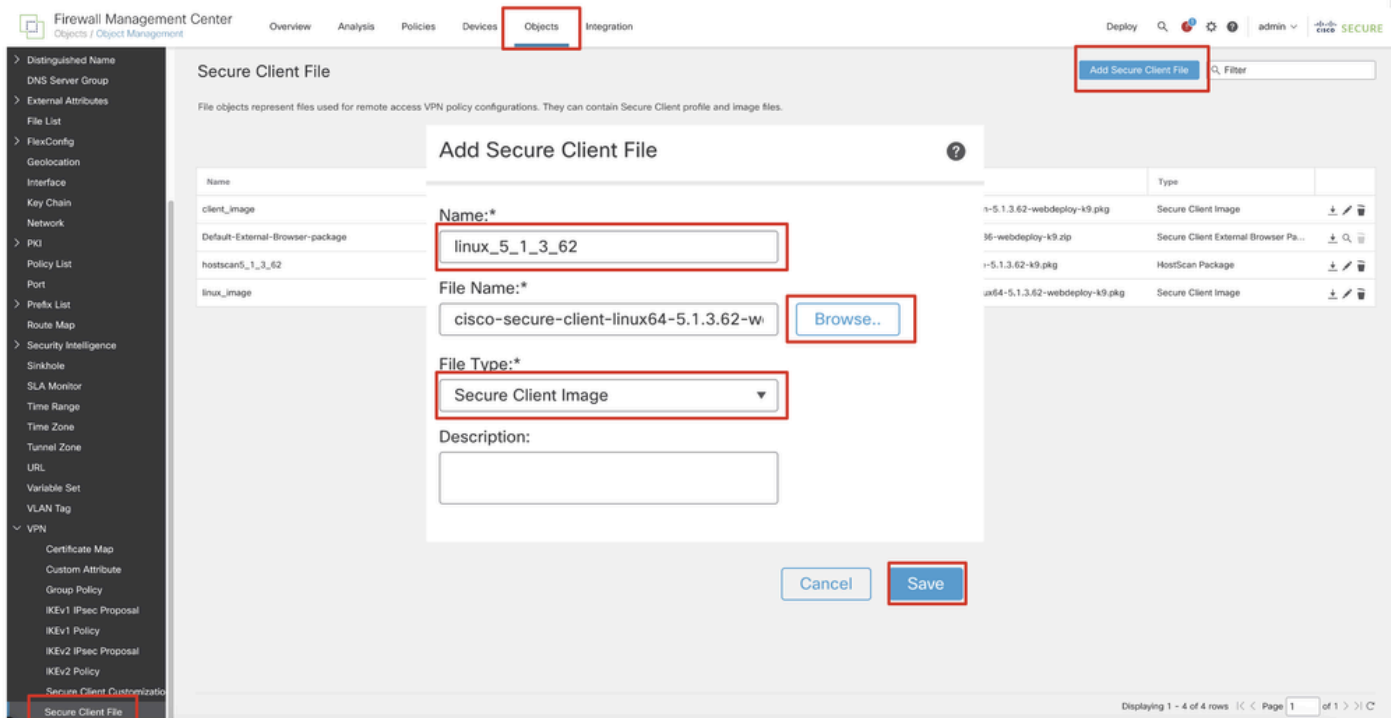 Firewall Management Center
Objects / Object Management
Overview
Analysis
Policies
Devices
Objects
Integration
Deploy
admin
CISCO SECURE
Distinguished Name
DNS Server Group
External Attributes
File List
FlexConfig
Geolocation
Interface
Key Chain
Network
PKI
Policy List
Port
Prefix List
Route Map
Security Intelligence
Sinkhole
SLA Monitor
Time Range
Time Zone
Tunnel Zone
URL
Variable Set
VLAN Tag
VPN
Certificate Map
Custom Attribute
Group Policy
IKEv1 IPsec Proposal
IKEv1 Policy
IKEv2 IPsec Proposal
IKEv2 Policy
Secure Client Customizatio
Secure Client File
Secure Client File
Add Secure Client File
Filter
File objects represent files used for remote access VPN policy configurations. They can contain Secure Client profile and image files.
Name
Type
client_image
n-5.1.3.62-webdeploy-k9.pkg
Secure Client Image
Default-External-Browser-package
36-webdeploy-k9.zip
Secure Client External Browser Pa...
hostscan5_1_3_62
-5.1.3.62-k9.pkg
HostScan Package
linux_image
ux64-5.1.3.62-webdeploy-k9.pkg
Secure Client Image
Add Secure Client File
Name:*
linux_5_1_3_62
File Name:*
cisco-secure-client-linux64-5.1.3.62-w
Browse..
File Type:*
Secure Client Image
Description:
Cancel
Save
Displaying 1 - 4 of 4 rows |< < Page 1 of 1 > >|